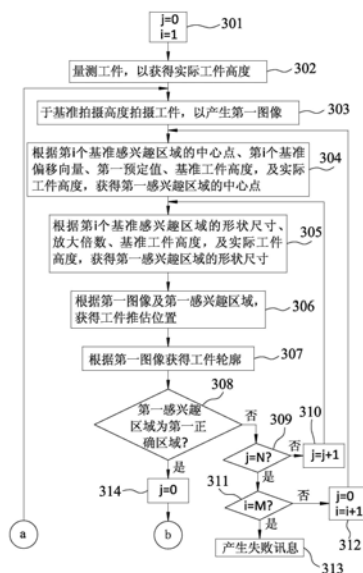 j=0
i=1
301
量测工件，以获得实际工件高度
302
于基准拍摄高度拍摄工件，以产生第一图像
303
根据第i个基准感兴趣区域的中心点、第i个基准
偏移向量、第一预定值、基准工件高度，及实际
工件高度，获得第一感兴趣区域的中心点
304
根据第i个基准感兴趣区域的形状尺寸、
放大倍数、基准工件高度，及实际工件
高度，获得第一感兴趣区域的形状尺寸
305
根据第一图像及第一感兴趣区域，
获得工件推估位置
306
根据第一图像获得工件轮廓
307
308
第一感兴趣
区域为第一正
确区域?
否
309
j=N?
否
310
j=j+1
是
314
j=0
是
311
i=M?
否
j=0
i=i+1
312
是
产生失败讯息
313
a
b